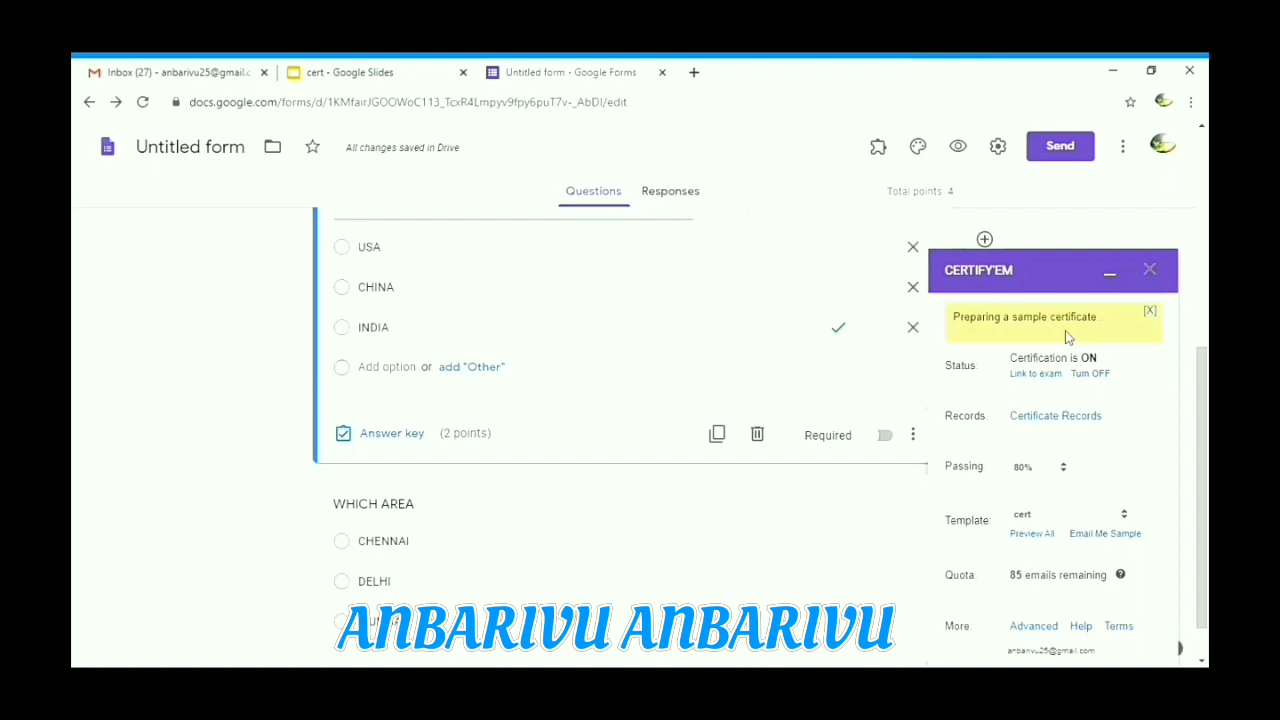 Inbox (27) - anbarivu25@gmail.c
cert - Google Slides
Untitled form - Google Forms
docs.google.com/forms/d/1KMfairJGOOWoC113_TcxR4Lmpyv9fpy6puT7v-_AbDI/edit
Untitled form
All changes saved in Drive
Send
Questions
Responses
Total points 4
USA
CHINA
INDIA
Add option or add "Other"
Answer key (2 points)
Required
WHICH AREA
CHENNAI
DELHI
CERTIFY'EM
Preparing a sample certificate
[X]
Status: Certification is ON
Link to exam Turn OFF
Records. Certificate Records
Passing 80%
Template: cert
Preview All Email Me Sample
Quota: 85 emails remaining
More: Advanced Help Terms
anbarivu25@gmail.com
ANBARIVU ANBARIVU